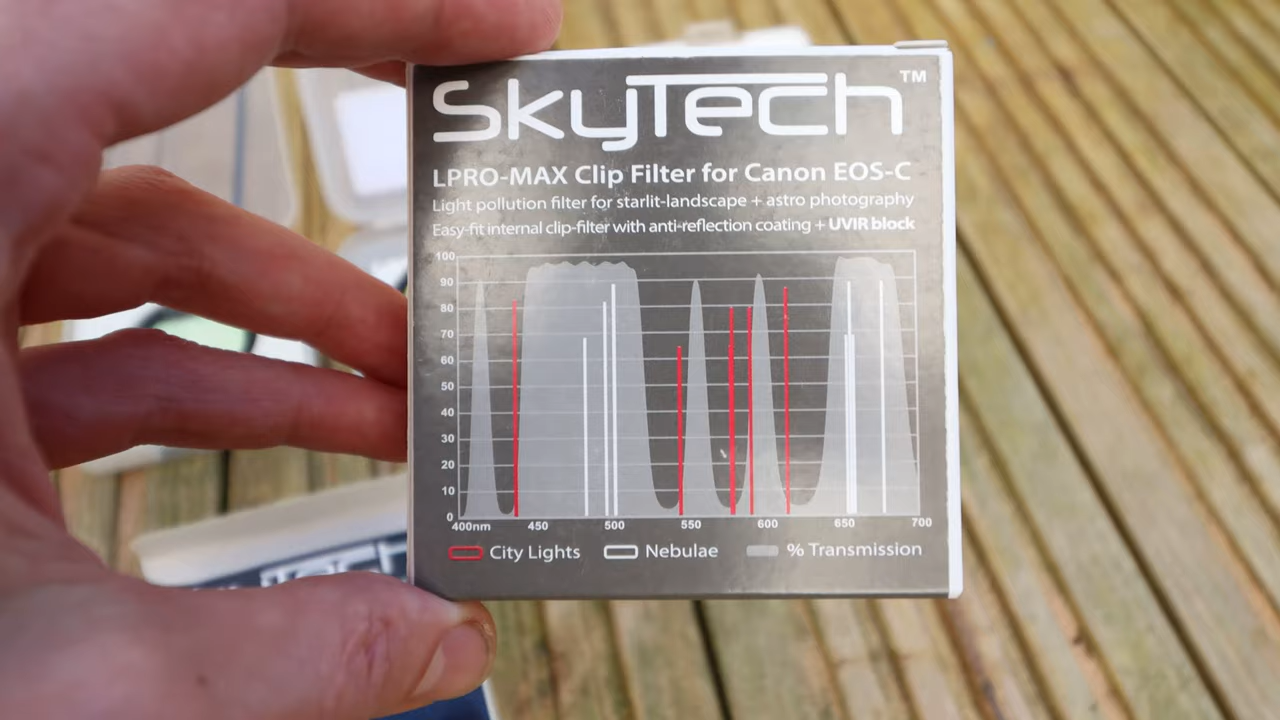 SkyTech™
LPRO-MAX Clip Filter for Canon EOS-C
Light pollution filter for starlit-landscape + astro photography
Easy-fit internal clip-filter with anti-reflection coating + UVIR block
100
90
80
70
60
50
40
30
20
10
0
400nm 450 500 550 600 650 700
City Lights Nebulae % Transmission